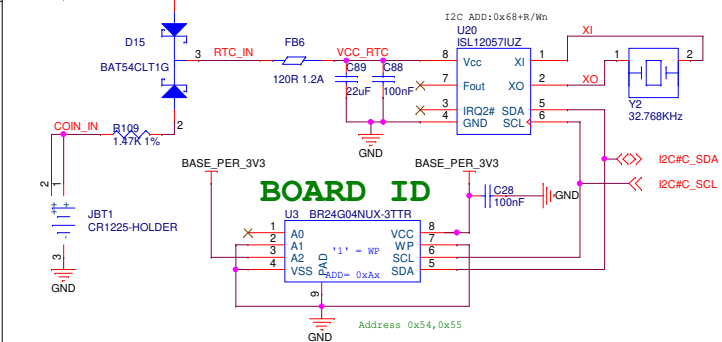 I2C ADD:0x68+R/Wn
U20
ISL12057IUZ
XI
D15
BAT54CLT1G
3
RTC_IN
FB6
120R 1.2A
VCC_RTC
C89
22uF
C88
100nF
8
Vcc
XI
1
7
Fout
XO
2
XO
3
IRQ2#
SDA
5
4
GND
SCL
6
1
2
Y2
32.768KHz
COIN_IN
R109
1.47K 1%
2
GND
I2C#C_SDA
I2C#C_SCL
BASE_PER_3V3
BASE_PER_3V3
BOARD ID
2
1
JBT1
CR1225-HOLDER
3
GND
C28
100nF
GND
U3
BR24G04NUX-3TTR
1
A0
VCC
8
2
A1
'1' = WP
WP
7
3
A2
SCL
6
4
VSS
PAD
ADD= 0xAx
SDA
5
9
GND
Address 0x54,0x55